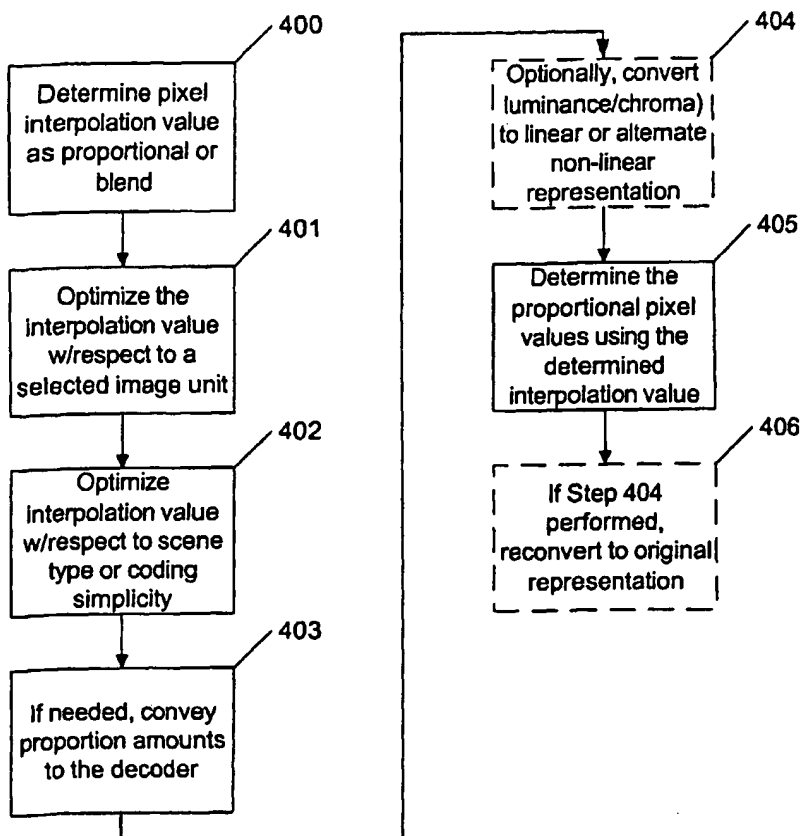 400
Determine pixel
interpolation value
as proportional or
blend
401
Optimize the
interpolation value
w/respect to a
selected image unit
402
Optimize
interpolation value
w/respect to scene
type or coding
simplicity
403
If needed, convey
proportion amounts
to the decoder
404
Optionally, convert
luminance/chroma)
to linear or alternate
non-linear
representation
405
Determine the
proportional pixel
values using the
determined
interpolation value
406
If Step 404
performed,
reconvert to original
representation